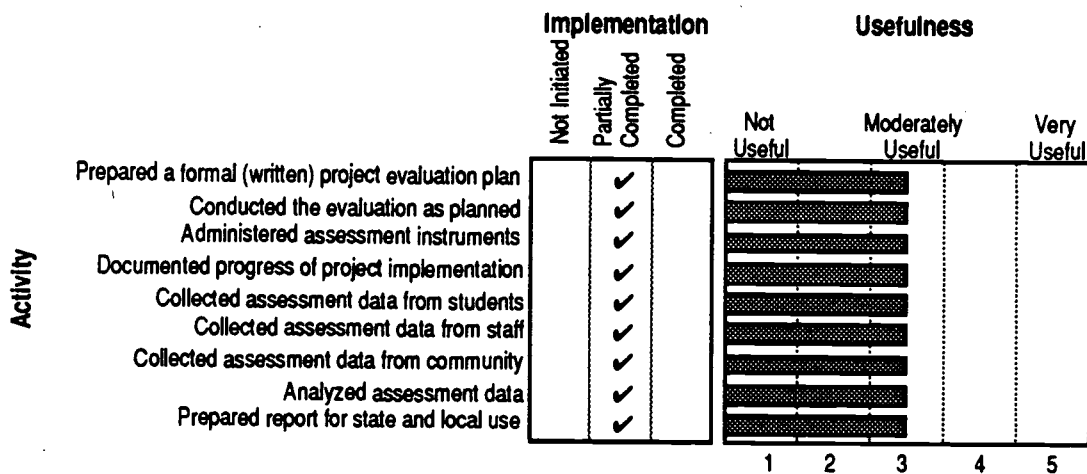 Implementation
Usefulness
Not Initiated
Partially
Completed
Completed
Not
Useful
Moderately
Useful
Very
Useful
Activity
Prepared a formal (written) project evaluation plan
Conducted the evaluation as planned
Administered assessment instruments
Documented progress of project implementation
Collected assessment data from students
Collected assessment data from staff
Collected assessment data from community
Analyzed assessment data
Prepared report for state and local use
1 2 3 4 5